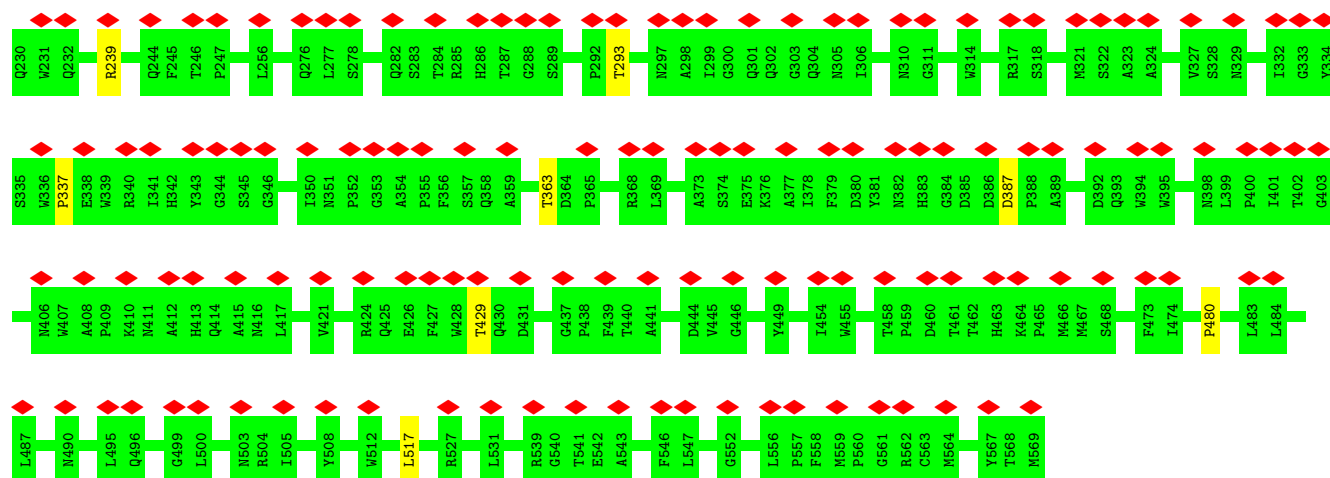 Q230 W231 Q232 R239 Q244 F245 T246 P247 L256 Q276 L277 S278 Q282 S283 T284 R285 H286 T287 G288 S289 P292 T293 N297 A298 I299 G300 Q301 Q302 G303 Q304 N305 I306 N310 G311 W314 R317 S318 M321 S322 A323 A324 V327 S328 N329 I332 G333 Y334
S335 W336 P337 E338 W339 R340 I341 H342 Y343 G344 S345 G346 I350 N351 P352 G353 A354 P355 F356 S357 Q358 A359 T363 D364 P365 R368 L369 A373 S374 E375 K376 A377 I378 F379 D380 Y381 N382 H383 G384 D385 D386 D387 P388 A389 D392 Q393 W394 W395 N398 L399 P400 I401 T402 G403
N406 W407 A408 P409 K410 N411 A412 H413 Q414 A415 N416 L417 V421 R424 Q425 E426 F427 W428 T429 Q430 D431 G437 P438 F439 T440 A441 D444 V445 G446 Y449 I454 W455 T458 P459 D460 T461 T462 H463 K464 P465 M466 M467 S468 F473 I474 P480 L483 L484
L487 N490 L495 Q496 G499 L500 N503 R504 I505 Y508 W512 L517 R527 L531 R539 G540 T541 E542 A543 F546 L547 G552 L556 P557 F558 M559 P560 G561 R562 C563 M564 Y567 T568 M569